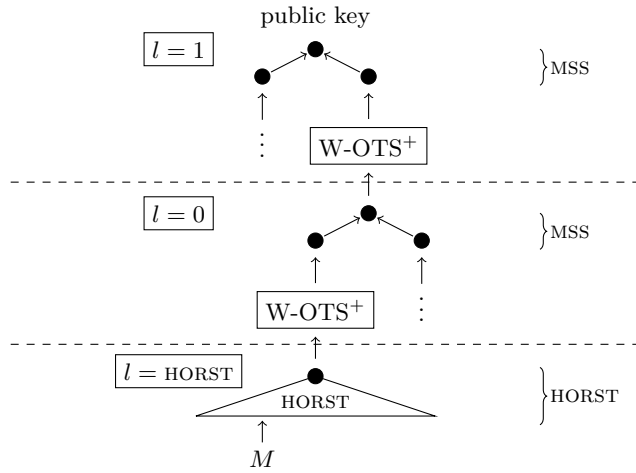 public key
l = 1
MSS
⋮
W-OTS⁺
l = 0
MSS
W-OTS⁺
⋮
l = HORST
HORST
HORST
M